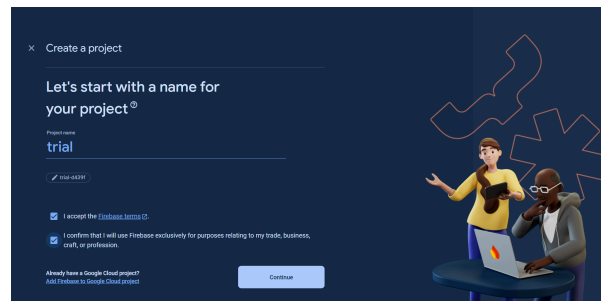 Create a project
Let's start with a name for
your project
Project name
trial
trial-d439f
I accept the Firebase terms.
I confirm that I will use Firebase exclusively for purposes relating to my trade, business,
craft, or profession.
Already have a Google Cloud project?
Add Firebase to Google Cloud project
Continue